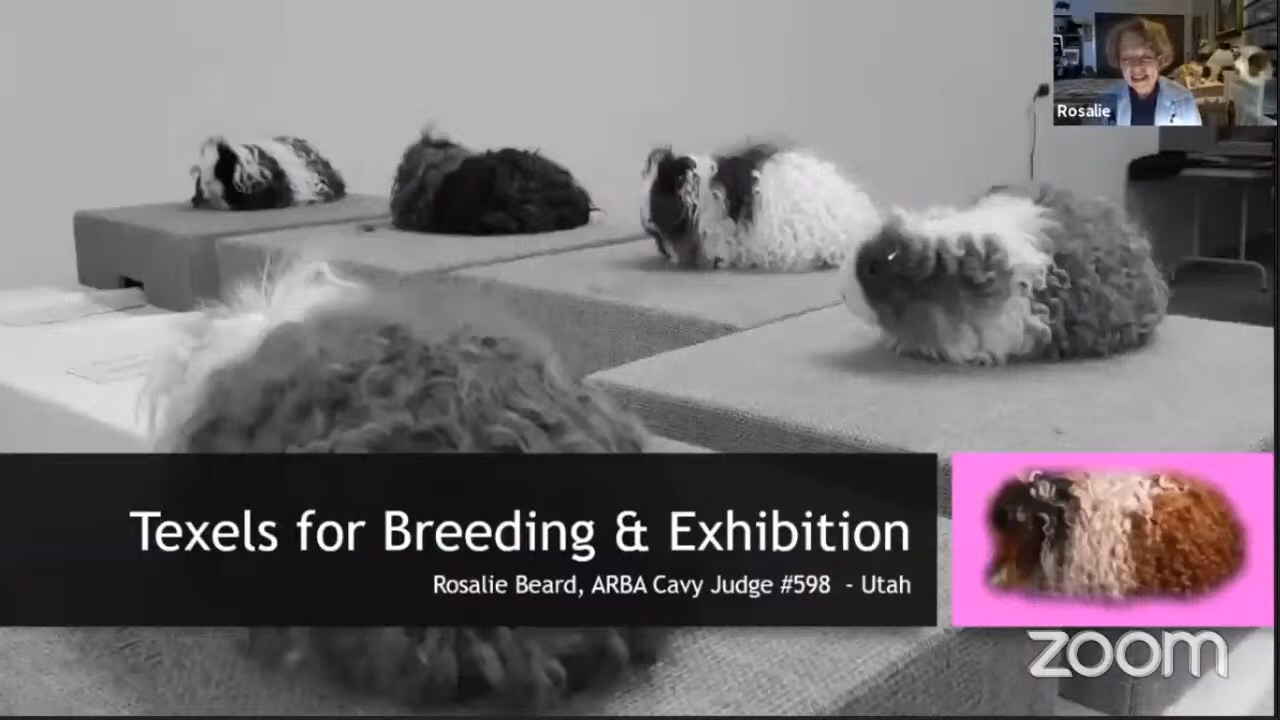 Rosalie
Texels for Breeding & Exhibition
Rosalie Beard, ARBA Cavy Judge #598 - Utah
zoom